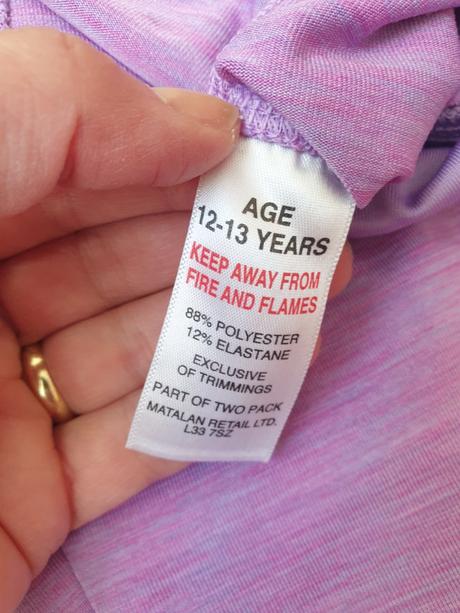 AGE
12-13 YEARS
KEEP AWAY FROM
FIRE AND FLAMES
88% POLYESTER
12% ELASTANE
EXCLUSIVE
OF TRIMMINGS
PART OF TWO PACK
MATALAN RETAIL LTD.
L33 7SZ